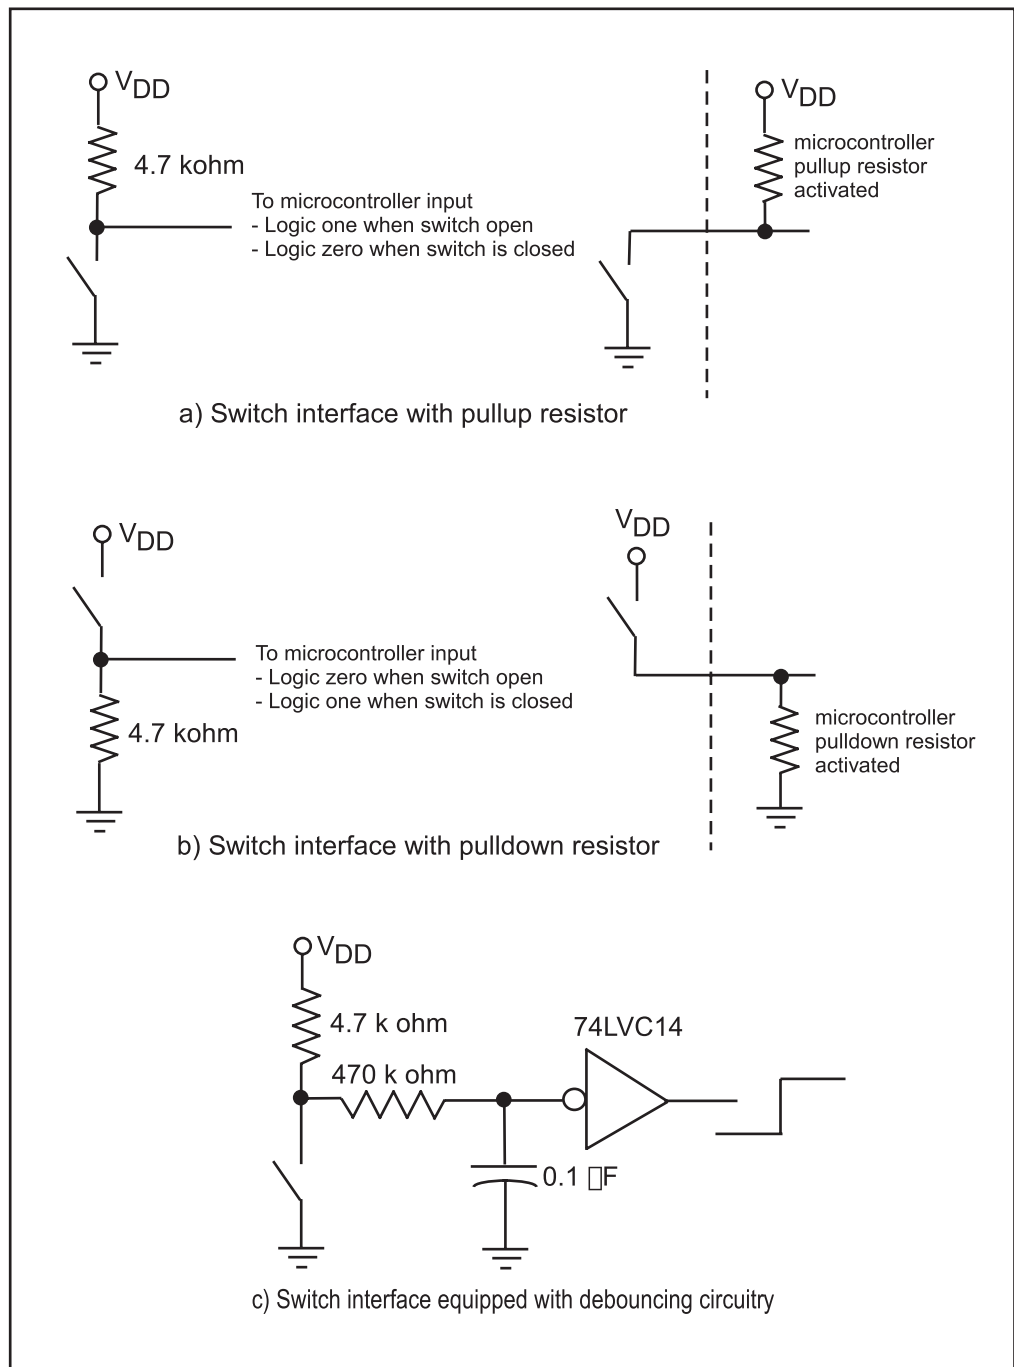 VDD
4.7 kohm
To microcontroller input
- Logic one when switch open
- Logic zero when switch is closed
VDD
microcontroller
pullup resistor
activated
a) Switch interface with pullup resistor
VDD
To microcontroller input
- Logic zero when switch open
- Logic one when switch is closed
4.7 kohm
VDD
microcontroller
pulldown resistor
activated
b) Switch interface with pulldown resistor
VDD
4.7 k ohm
470 k ohm
74LVC14
0.1 ▯F
c) Switch interface equipped with debouncing circuitry